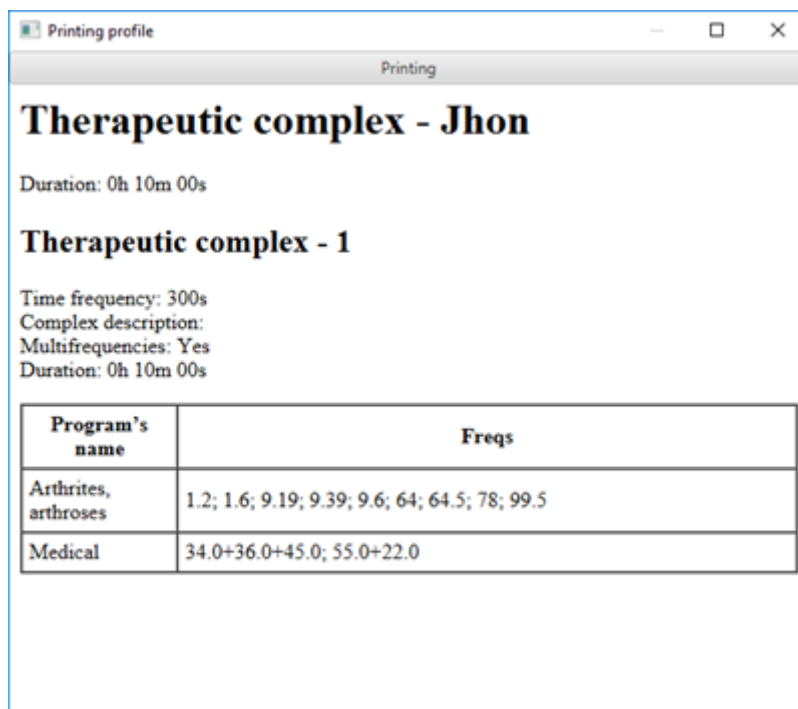 Printing profile
Printing
Therapeutic complex - Jhon
Duration: 0h 10m 00s
Therapeutic complex - 1
Time frequency: 300s
Complex description:
Multifrequencies: Yes
Duration: 0h 10m 00s
Program’s
name
Freqs
Arthrites,
arthroses
1.2; 1.6; 9.19; 9.39; 9.6; 64; 64.5; 78; 99.5
Medical
34.0+36.0+45.0; 55.0+22.0